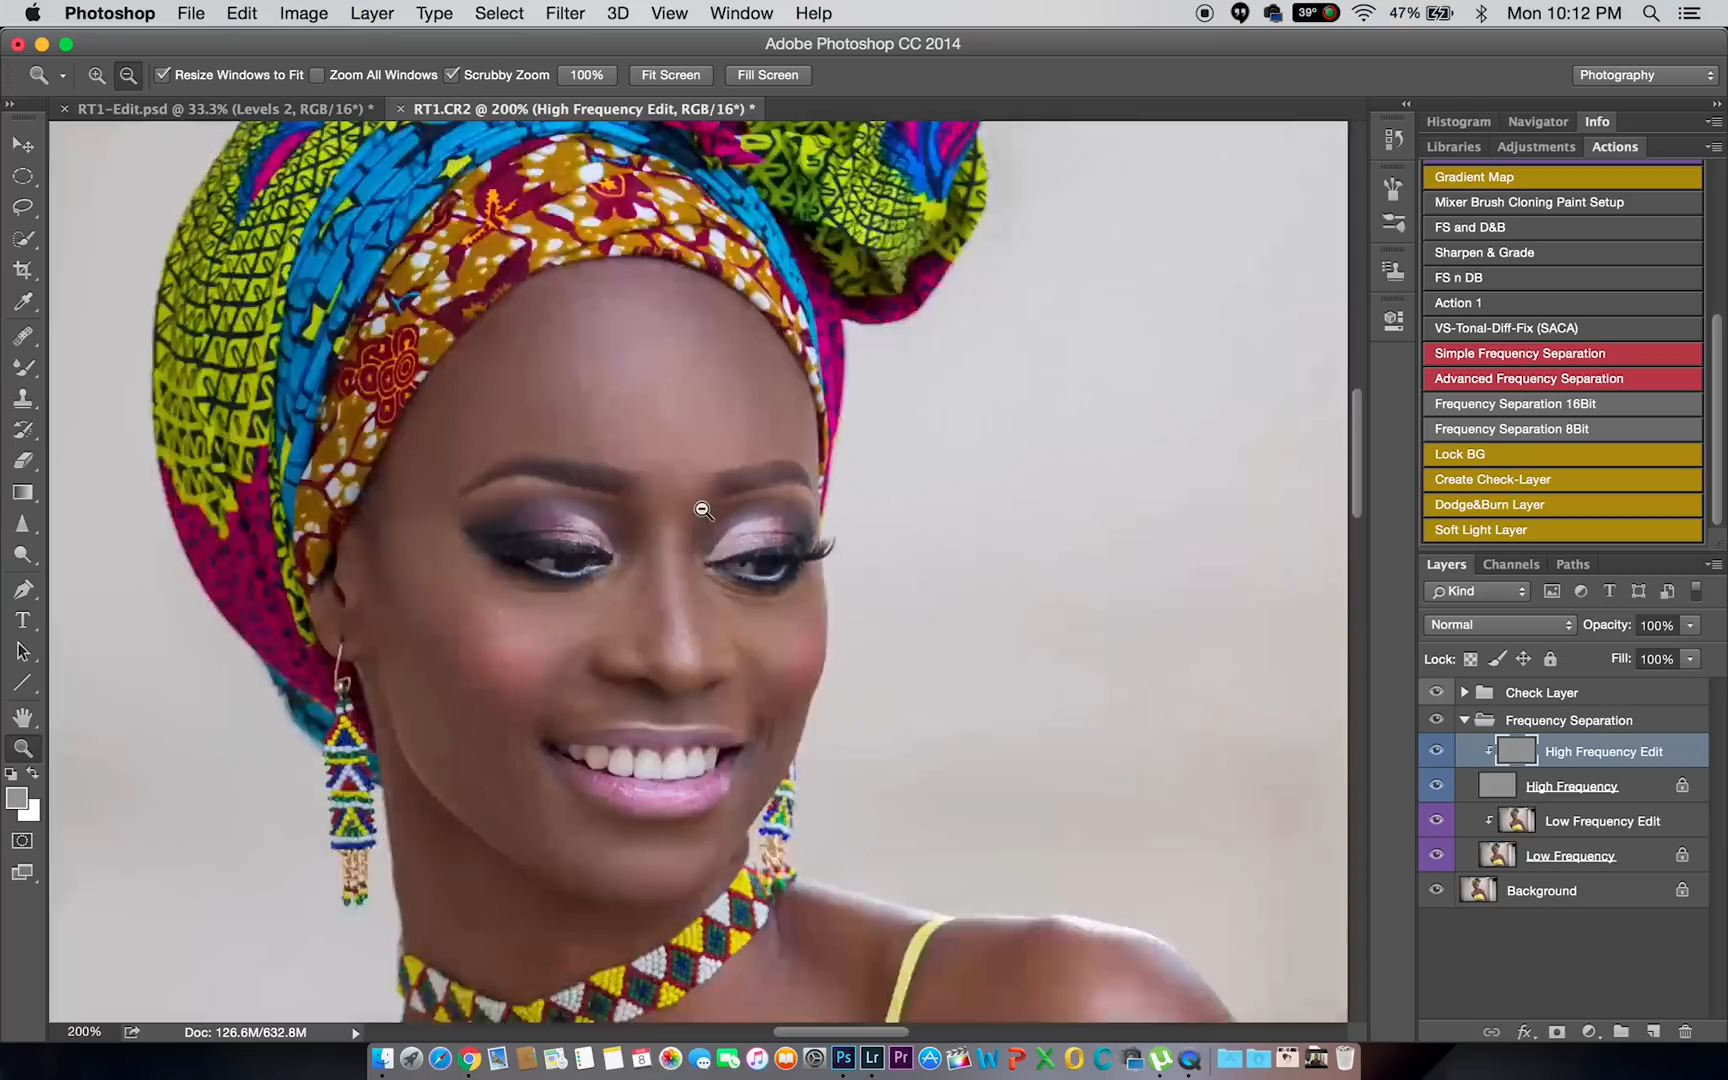 Photoshop File Edit Image Layer Type Select Filter 3D View Window Help 39° 47% Mon 10:12 PM
Adobe Photoshop CC 2014
Resize Windows to Fit Zoom All Windows Scrubby Zoom 100% Fit Screen Fill Screen Photography
RT1-Edit.psd @ 33.3% (Levels 2, RGB/16*) * RT1.CR2 @ 200% (High Frequency Edit, RGB/16*) *
Histogram Navigator Info
Libraries Adjustments Actions
Gradient Map
Mixer Brush Cloning Paint Setup
FS and D&B
Sharpen & Grade
FS n DB
Action 1
VS-Tonal-Diff-Fix (SACA)
Simple Frequency Separation
Advanced Frequency Separation
Frequency Separation 16Bit
Frequency Separation 8Bit
Lock BG
Create Check-Layer
Dodge&Burn Layer
Soft Light Layer
Layers Channels Paths
Kind
Normal Opacity: 100%
Lock: Fill: 100%
Check Layer
Frequency Separation
High Frequency Edit
High Frequency
Low Frequency Edit
Low Frequency
Background
200% Doc: 126.6M/632.8M
Ps Lr Pr